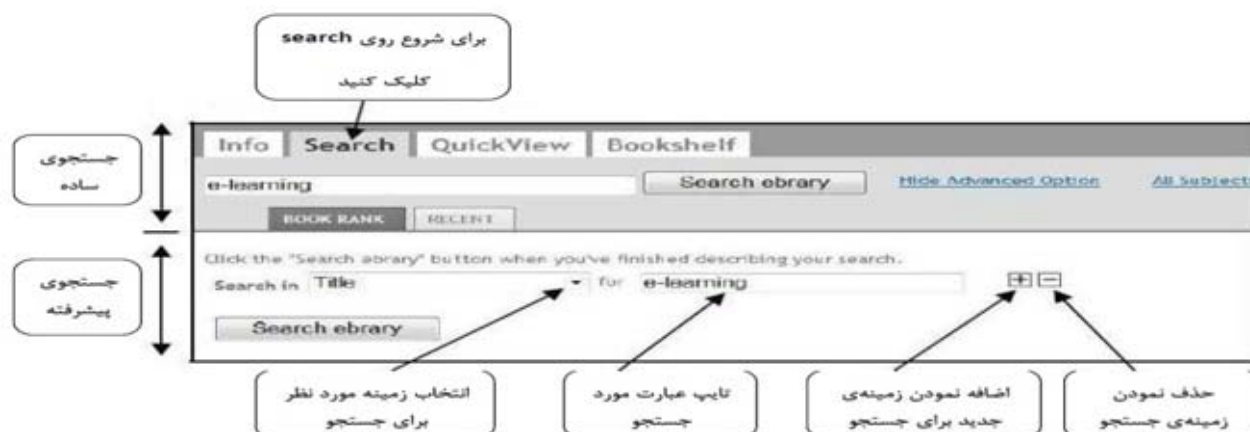 برای شروع روی search
کلیک کنید
جستجوی
ساده
Info Search QuickView Bookshelf
e-learning Search ebrary Hide Advanced Option All Subjects
BOOK RANK RECENT
جستجوی
پیشرفته
Click the "Search ebrary" button when you've finished describing your search.
Search in Title for e-learning + −
Search ebrary
انتخاب زمینه مورد نظر
برای جستجو
تایپ عبارت مورد
جستجو
اضافه نمودن زمینه‌ی
جدید برای جستجو
حذف نمودن
زمینه‌ی جستجو